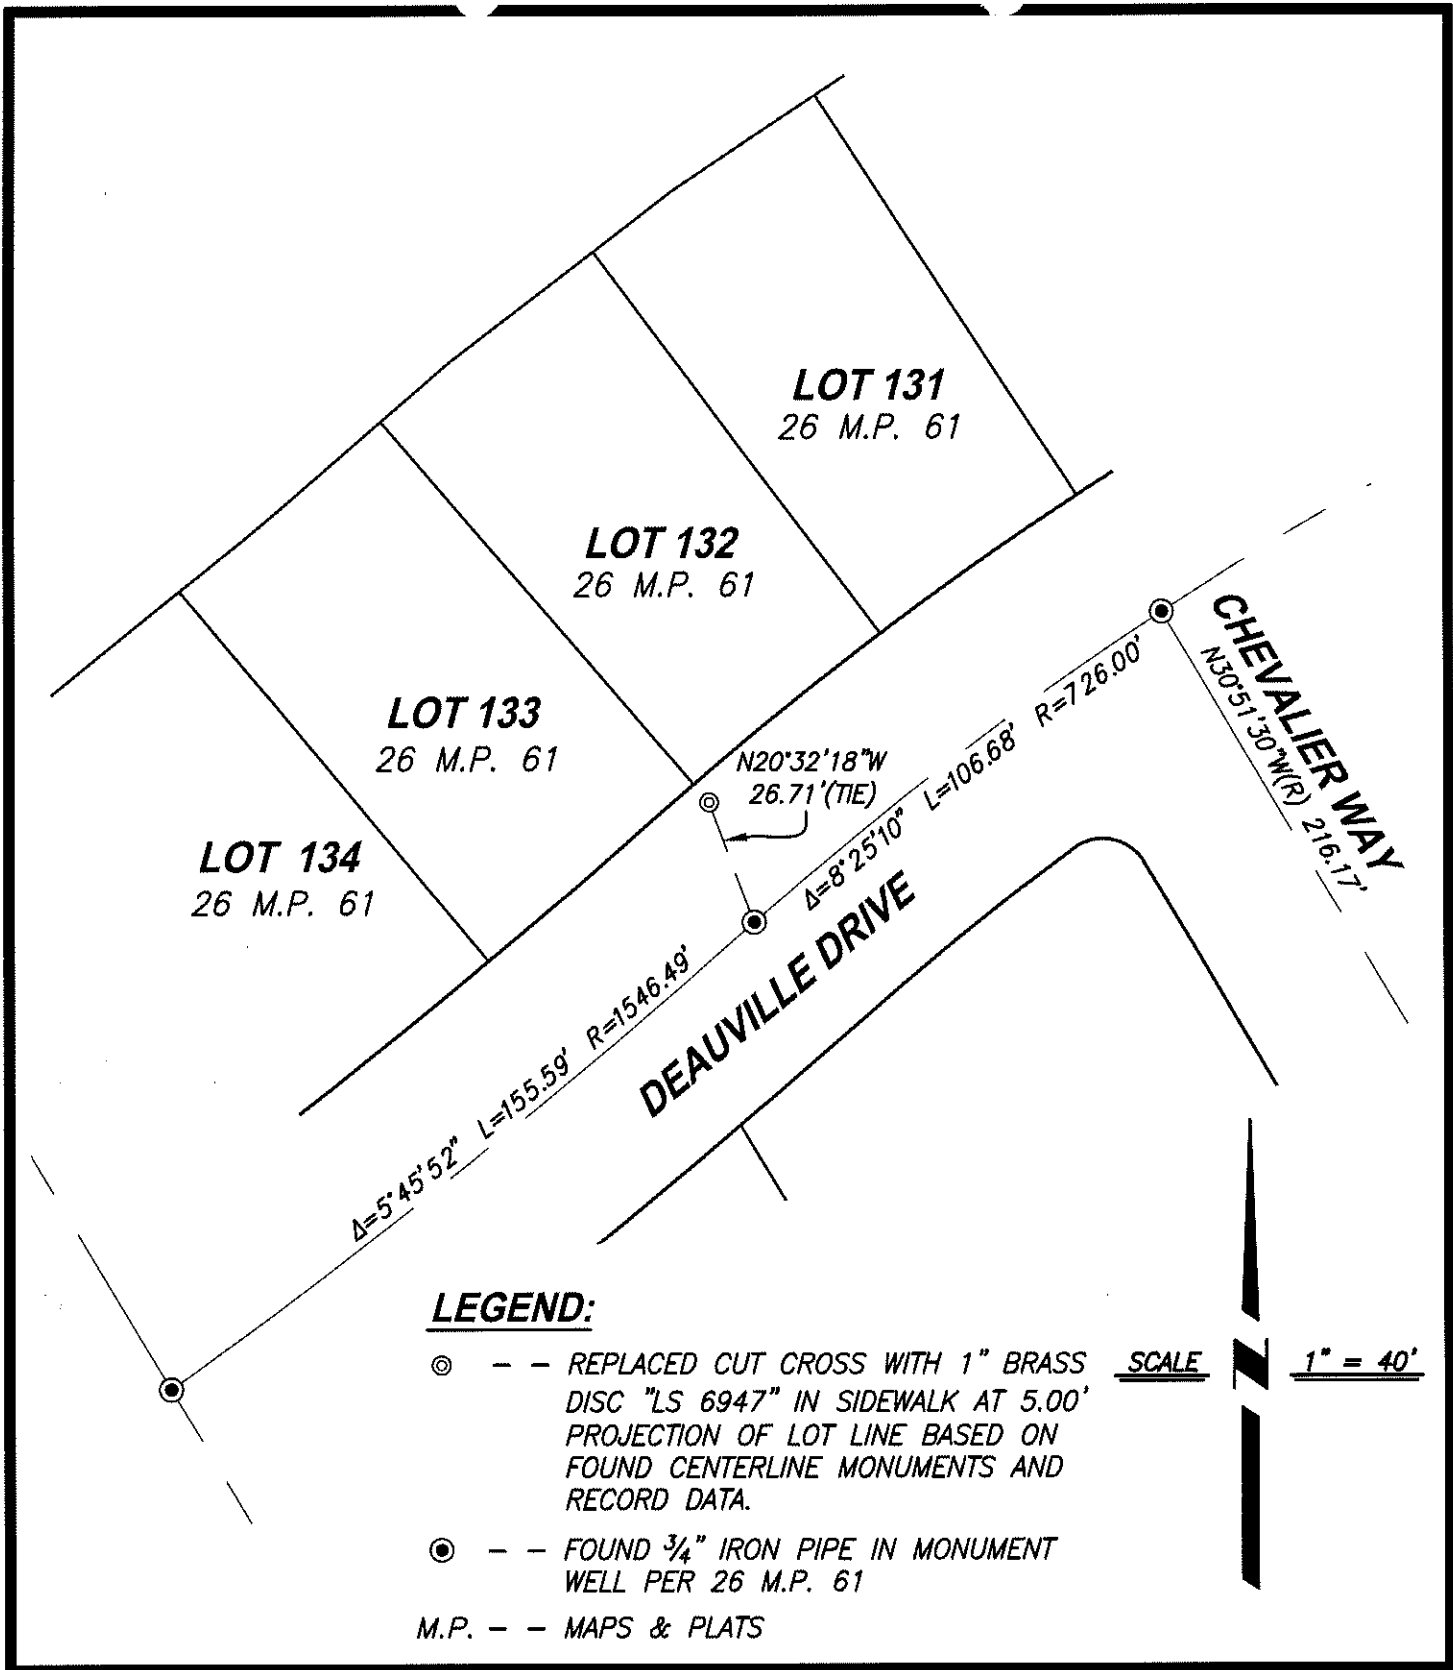 LOT 131
26 M.P. 61
LOT 132
26 M.P. 61
LOT 133
26 M.P. 61
LOT 134
26 M.P. 61
CHEVALIER WAY
N30°51'30"W(R) 216.17'
N20°32'18"W
26.71'(TIE)
Δ=8°25'10" L=106.68' R=726.00'
DEAUVILLE DRIVE
Δ=5°45'52" L=155.59' R=1546.49'
LEGEND:
◎ - - REPLACED CUT CROSS WITH 1" BRASS
DISC "LS 6947" IN SIDEWALK AT 5.00'
PROJECTION OF LOT LINE BASED ON
FOUND CENTERLINE MONUMENTS AND
RECORD DATA.
◉ - - FOUND ¾" IRON PIPE IN MONUMENT
WELL PER 26 M.P. 61
M.P. - - MAPS & PLATS
SCALE N 1" = 40'